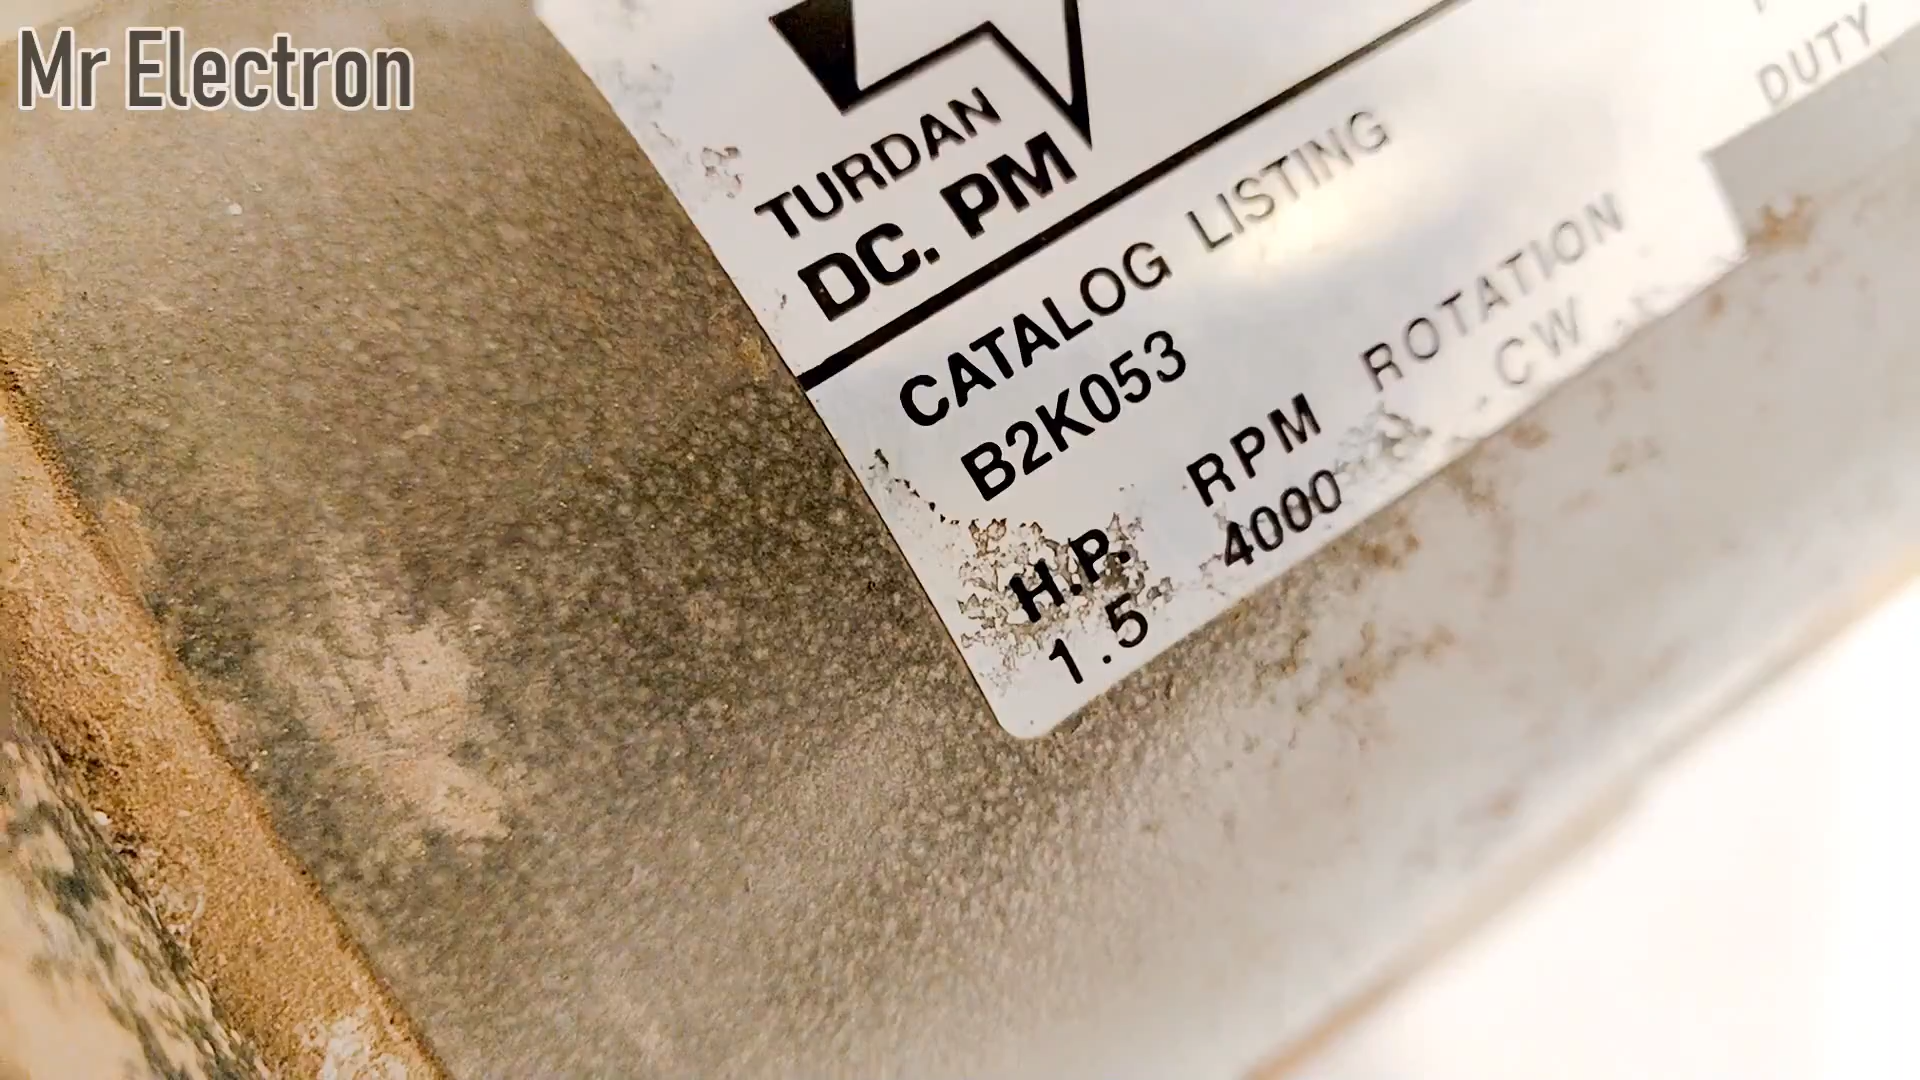 Mr Electron
TURDAN
DC. PM
CATALOG LISTING
B2K053
H.P. RPM ROTATION
1.5 4000 CW
DUTY